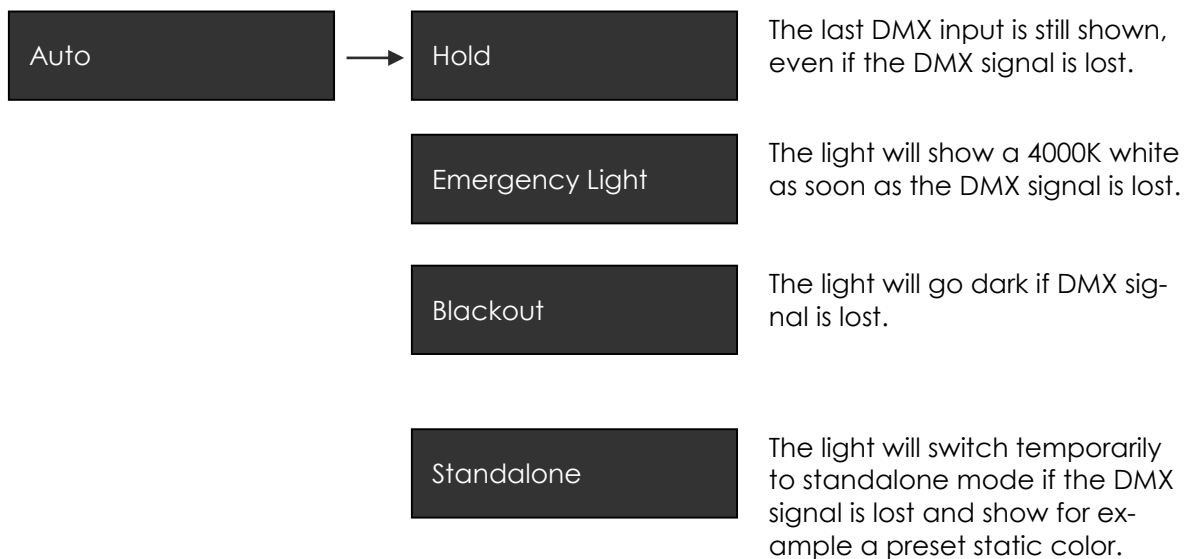 Auto
Hold
The last DMX input is still shown,
even if the DMX signal is lost.
Emergency Light
The light will show a 4000K white
as soon as the DMX signal is lost.
Blackout
The light will go dark if DMX sig-
nal is lost.
Standalone
The light will switch temporarily
to standalone mode if the DMX
signal is lost and show for ex-
ample a preset static color.